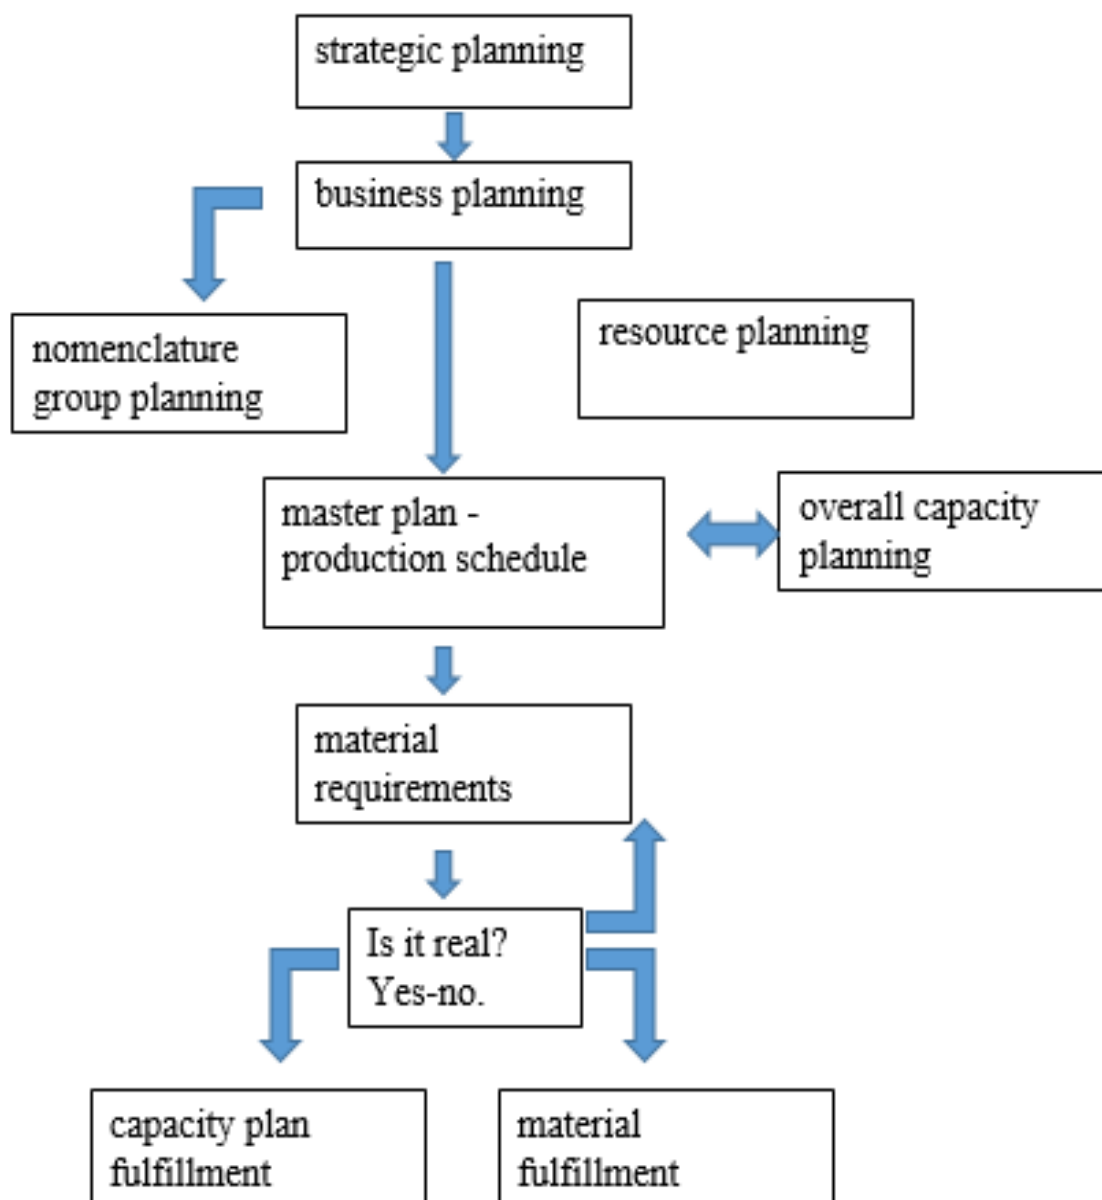 strategic planning
business planning
nomenclature
group planning
resource planning
master plan -
production schedule
overall capacity
planning
material
requirements
Is it real?
Yes-no.
capacity plan
fulfillment
material
fulfillment